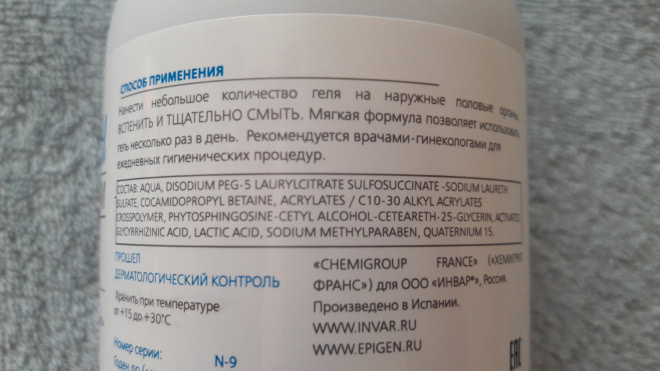 СПОСОБ ПРИМЕНЕНИЯ
Нанести небольшое количество геля на наружные половые органы,
ВСПЕНИТЬ И ТЩАТЕЛЬНО СМЫТЬ. Мягкая формула позволяет использовать
гель несколько раз в день. Рекомендуется врачами-гинекологами для
ежедневных гигиенических процедур.
СОСТАВ: AQUA, DISODIUM PEG-5 LAURYLCITRATE SULFOSUCCINATE -SODIUM LAURETH
SULFATE, COCAMIDOPROPYL BETAINE, ACRYLATES / C10-30 ALKYL ACRYLATES
CROSSPOLYMER, PHYTOSPHINGOSINE-CETYL ALCOHOL-CETEARETH-25-GLYCERIN, ACTIVATED
GLYCYRRHIZINIC ACID, LACTIC ACID, SODIUM METHYLPARABEN, QUATERNIUM 15.
ПРОШЕЛ
ДЕРМАТОЛОГИЧЕСКИЙ КОНТРОЛЬ
Хранить при температуре
от +15 до +30°C
Номер серии: N-9
Годен до
«CHEMIGROUP FRANCE» («ХЕМИГРУП
ФРАНС») для ООО «ИНВАР*», Россия.
Произведено в Испании.
WWW.INVAR.RU
WWW.EPIGEN.RU
EAC